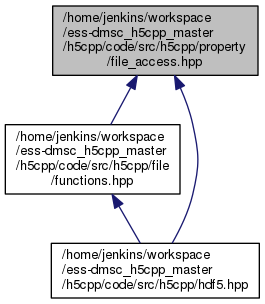 /home/jenkins/workspace
/ess-dmsc_h5cpp_master
/h5cpp/code/src/h5cpp/property
/file_access.hpp
/home/jenkins/workspace
/ess-dmsc_h5cpp_master
/h5cpp/code/src/h5cpp/file
/functions.hpp
/home/jenkins/workspace
/ess-dmsc_h5cpp_master
/h5cpp/code/src/h5cpp/hdf5.hpp